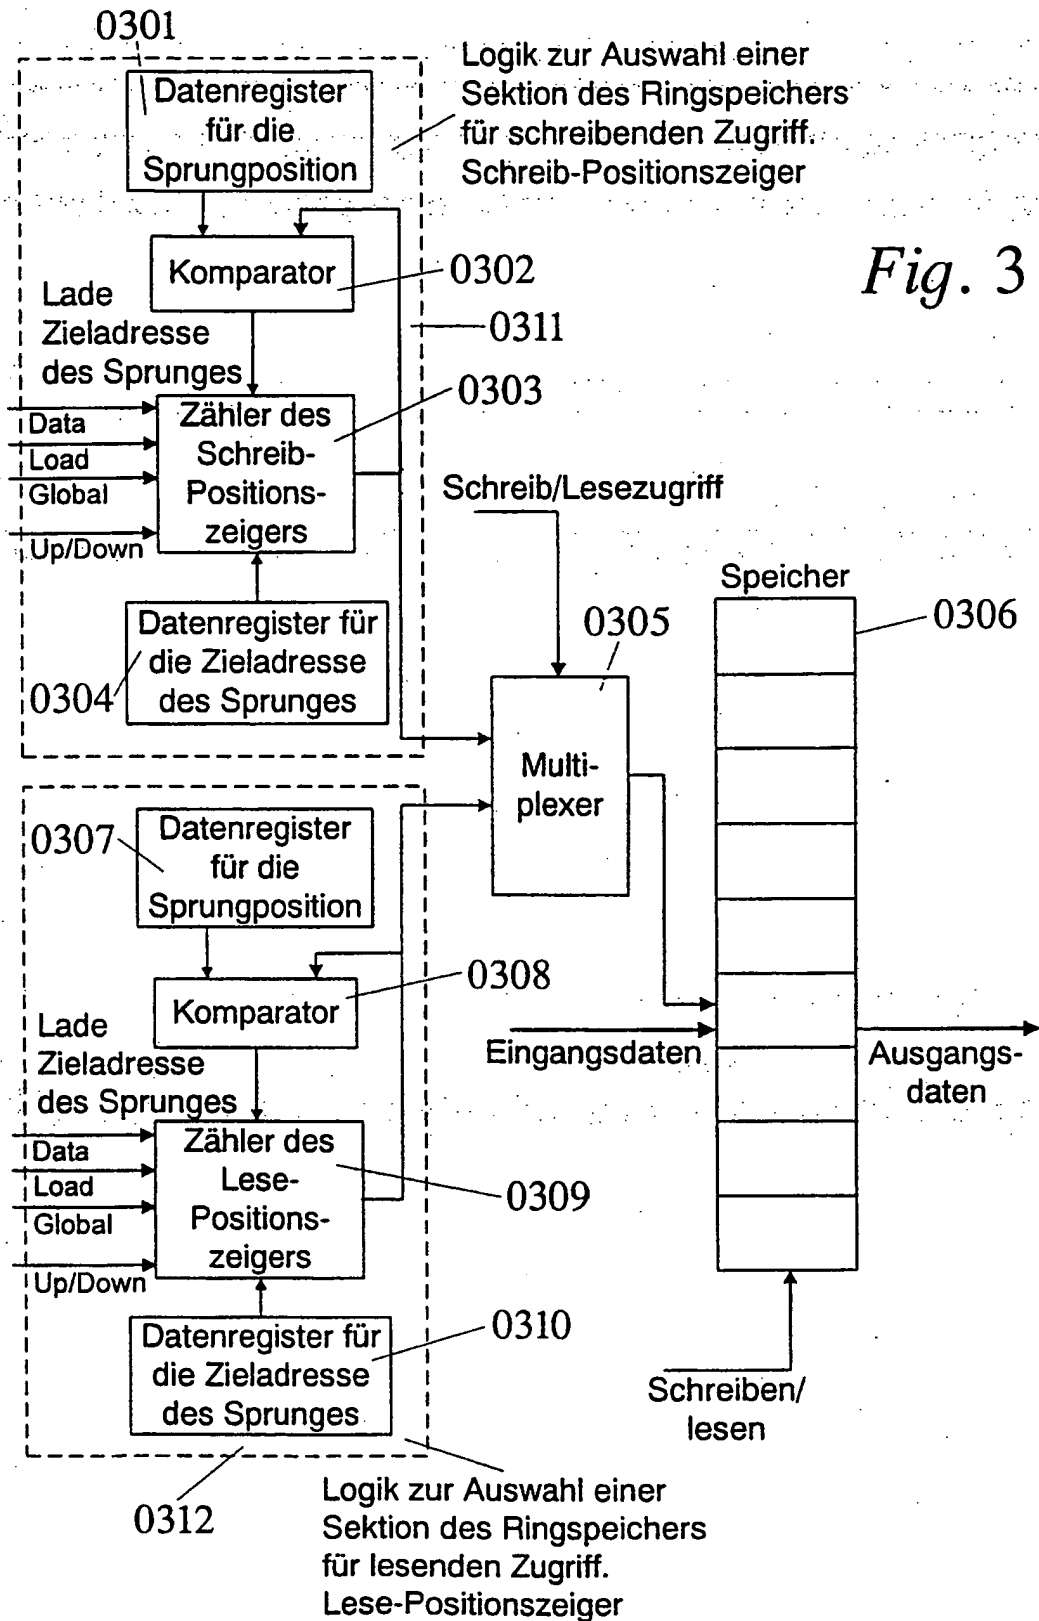 0301
Logik zur Auswahl einer
Sektion des Ringspeichers
für schreibenden Zugriff.
Schreib-Positionszeiger
Datenregister
für die
Sprungposition
Fig. 3
Komparator
0302
0311
Lade
Zieladresse
des Sprunges
0303
Zähler des
Schreib-
Positions-
zeigers
Data
Load
Global
Up/Down
Schreib/Lesezugriff
Datenregister für
die Zieladresse
des Sprunges
0304
0305
Speicher
0306
Multi-
plexer
0307
Datenregister
für die
Sprungposition
Komparator
0308
Lade
Zieladresse
des Sprunges
Eingangsdaten
Ausgangs-
daten
Zähler des
Lese-
Positions-
zeigers
0309
Data
Load
Global
Up/Down
Datenregister für
die Zieladresse
des Sprunges
0310
Schreiben/
lesen
0312
Logik zur Auswahl einer
Sektion des Ringspeichers
für lesenden Zugriff.
Lese-Positionszeiger